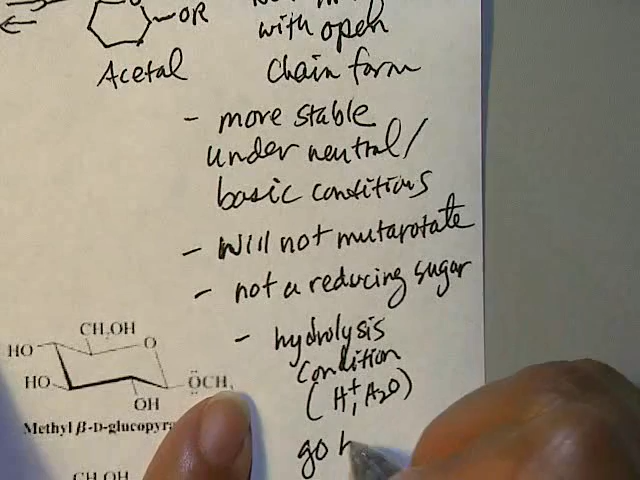 OR
with open
Acetal
chain form
- more stable
under neutral/
basic conditions
- Will not mutarotate
- not a reducing sugar
- hydrolysis
condition
(H+, H2O)
go
CH2OH
O
HO
HO
OCH3
OH
Methyl β-D-glucopyra
CH2OH